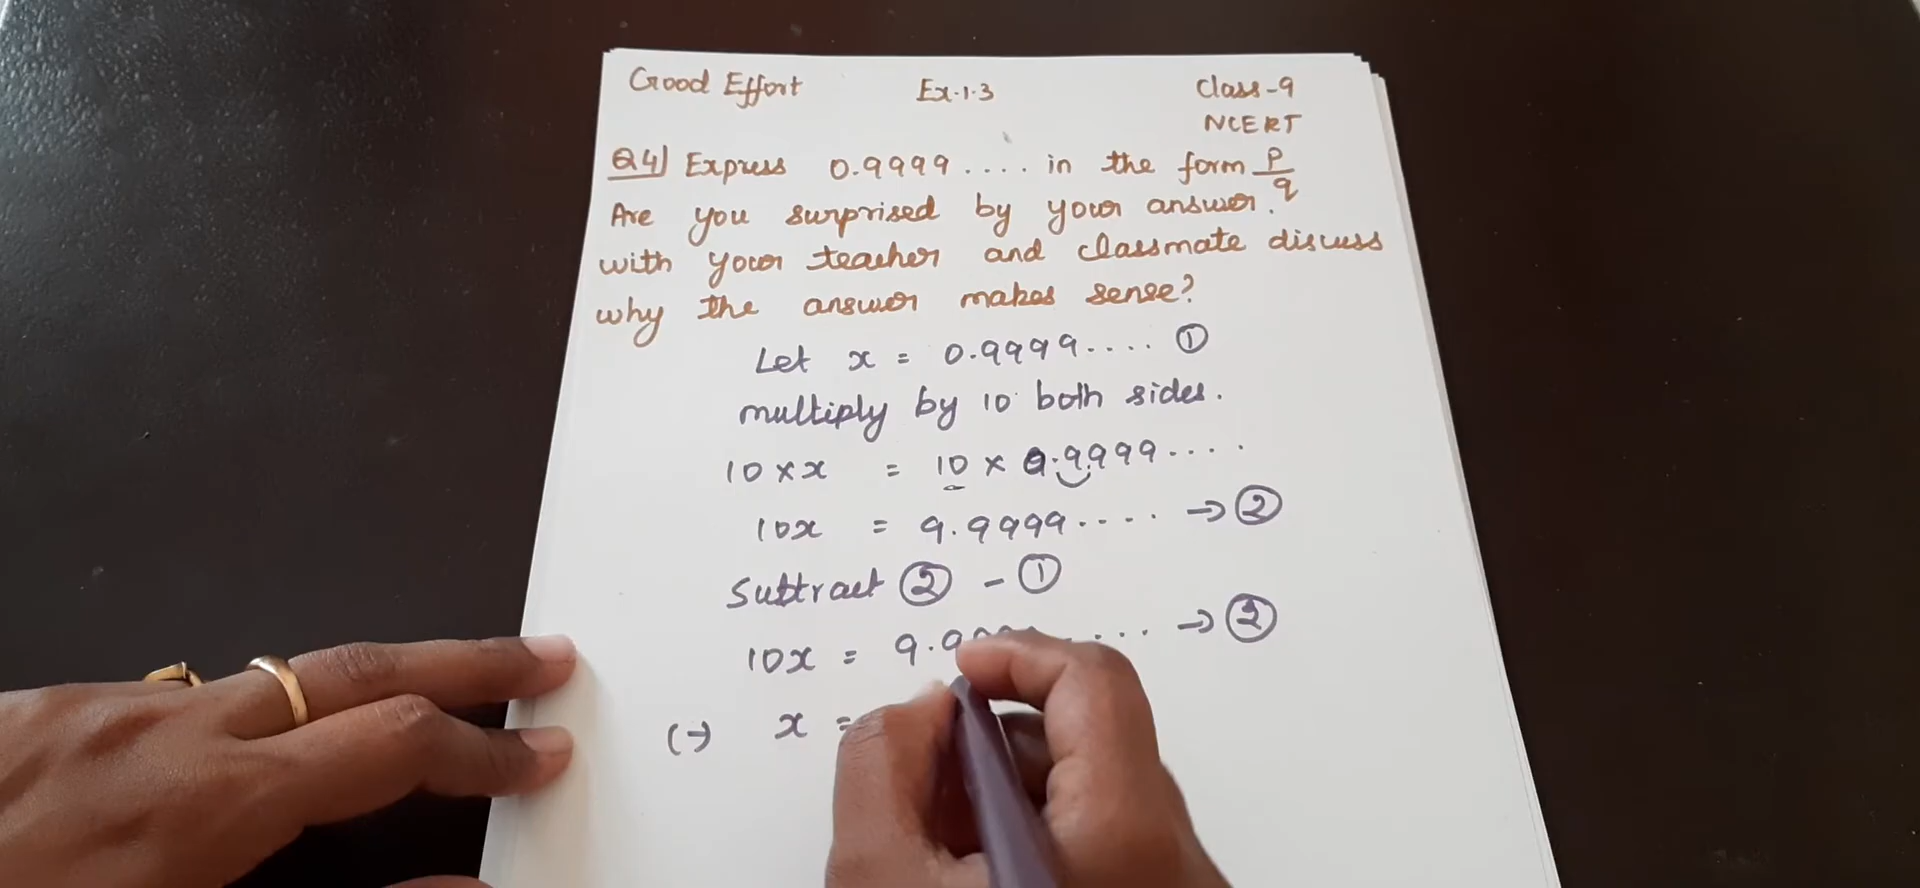 Good Effort Ex-1.3 Class-9
NCERT
Q4) Express 0.9999.... in the form p/q
Are you surprised by your answer.
with your teacher and classmate discuss
why the answer makes sense?
Let x = 0.9999.... ①
multiply by 10 both sides.
10 × x = 10 × 0.9999....
10x = 9.9999.... → ②
Subtract ② - ①
10x = 9.9 .... → ②
(-) x =